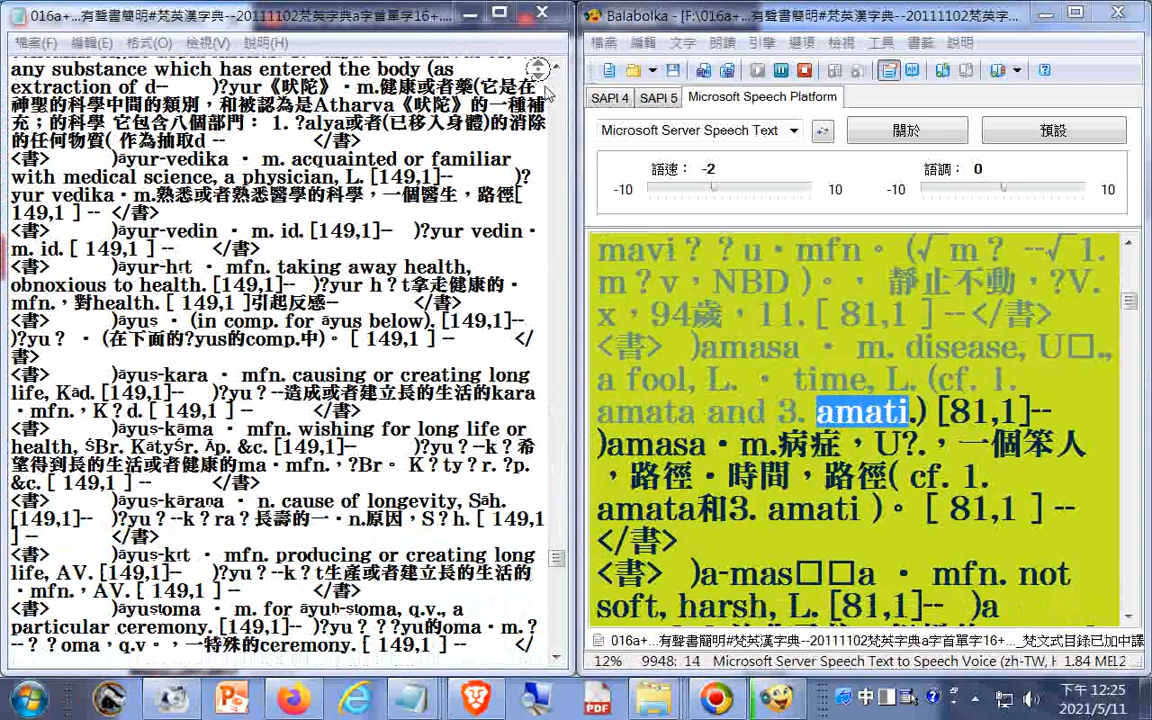 016a+...有聲書簡明#梵英漢字典--20111102梵英字典a字首單字16+...
檔案(F) 編輯(E) 格式(O) 檢視(V) 說明(H)
any substance which has entered the body (as
extraction of d-- )?yur《吠陀》‧m.健康或者藥(它是在
神聖的科學中間的類別，和被認為是Atharva《吠陀》的一種補
充；的科學 它包含八個部門： 1. ?alya或者(已移入身體)的消除
的任何物質( 作為抽取d -- </書>
<書> )āyur-vedika ‧ m. acquainted or familiar
with medical science, a physician, L. [149,1]-- )?
yur vedika‧m.熟悉或者熟悉醫學的科學，一個醫生，路徑[
149,1 ] -- </書>
<書> )āyur-vedin ‧ m. id. [149,1]-- )?yur vedin‧
m. id. [ 149,1 ] -- </書>
<書> )āyur-hṛt ‧ mfn. taking away health,
obnoxious to health. [149,1]-- )?yur h？t拿走健康的‧
mfn.，對health. [ 149,1 ]引起反感-- </書>
<書> )āyuṣ ‧ (in comp. for āyus below). [149,1]--
)?yu？ ‧ (在下面的?yus的comp.中)。 [ 149,1 ] </
書>
<書> )āyuṣ-kara ‧ mfn. causing or creating long
life, Kād. [149,1]-- )?yu？--造成或者建立長的生活的kara
‧mfn.，K？d. [ 149,1 ] -- </書>
<書> )āyuṣ-kāma ‧ mfn. wishing for long life or
health, ŚBr. KātyŚr. Āp. &c. [149,1]-- )?yu？--k？希
望得到長的生活或者健康的ma‧mfn.，?Br。 K？ty？r. ?p.
&c. [ 149,1 ] -- </書>
<書> )āyuṣ-kāraṇa ‧ n. cause of longevity, Sāh.
[149,1]-- )?yu？--k？ra？長壽的一‧n.原因，S？h. [ 149,1
] -- </書>
<書> )āyuṣ-kṛt ‧ mfn. producing or creating long
life, AV. [149,1]-- )?yu？--k？t生產或者建立長的生活的
‧mfn.，AV. [ 149,1 ] -- </書>
<書> )āyuṣṭoma ‧ m. for āyuḥ-ṣṭoma, q.v., a
particular ceremony. [149,1]-- )?yu？？？yu的oma‧m.？
--？？oma，q.v。，一特殊的ceremony. [ 149,1 ] -- </
Balabolka - [F:\016a+...有聲書簡明#梵英漢字典--20111102梵英字...
檔案 編輯 文字 朗讀 引擎 選項 檢視 工具 書籤 說明
SAPI 4 SAPI 5 Microsoft Speech Platform
Microsoft Server Speech Text 關於 預設
語速： -2 語調： 0
-10 10 -10 10
mavi？？u‧mfn。 (√m？ --√1.
m？v，NBD )。， 靜止不動，?V.
x，94歲，11. [ 81,1 ] --</書>
<書> )amasa ‧ m. disease, U□.,
a fool, L. ‧ time, L. (cf. 1.
amata and 3. amati.) [81,1]--
)amasa‧m.病症，U?.，一個笨人
，路徑‧時間，路徑( cf. 1.
amata和3. amati )。 [ 81,1 ] --
</書>
<書> )a-mas□□a ‧ mfn. not
soft, harsh, L. [81,1]-- )a
016a+...有聲書簡明#梵英漢字典--20111102梵英字典a字首單字16+..._梵文式目錄已加中譯
12% 9948: 14 Microsoft Server Speech Text to Speech Voice (zh-TW, H 1.84 MEL2
中
下午 12:25
2021/5/11